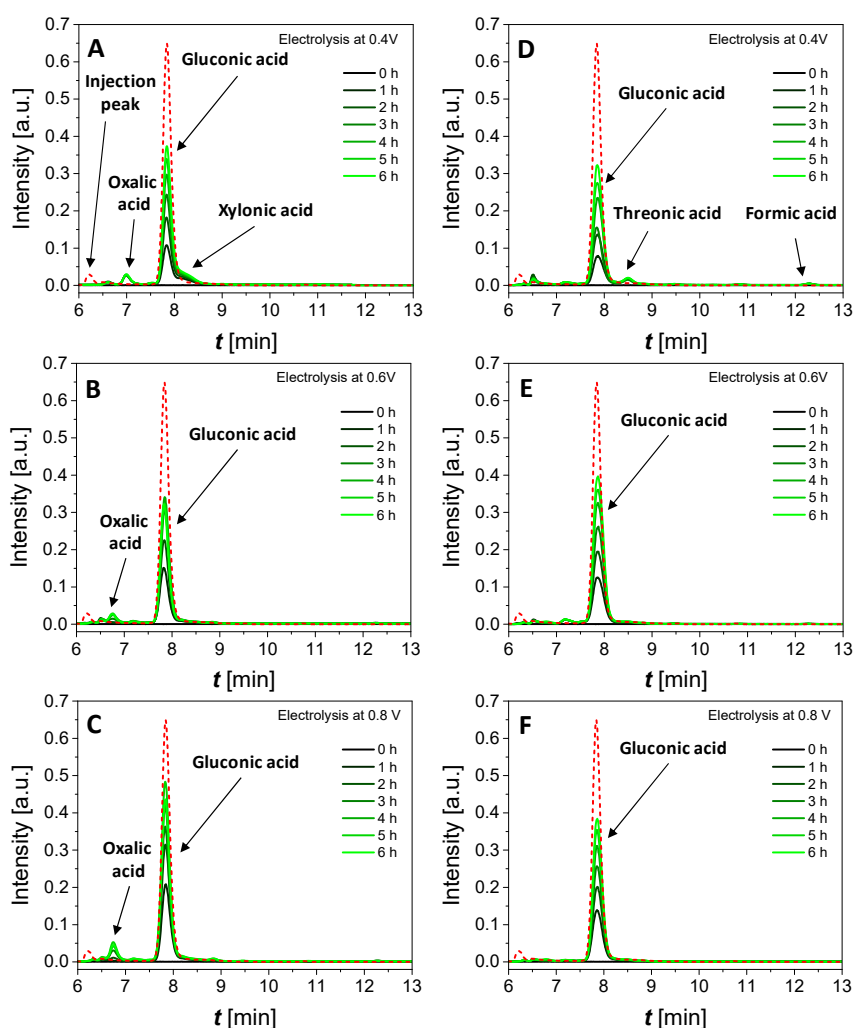 A
Electrolysis at 0.4V
Injection
peak
Gluconic acid
Oxalic
acid
Xylonic acid
0 h
1 h
2 h
3 h
4 h
5 h
6 h
Intensity [a.u.]
0.7
0.6
0.5
0.4
0.3
0.2
0.1
0.0
6 7 8 9 10 11 12 13
t [min]
D
Electrolysis at 0.4V
Gluconic acid
Threonic acid
Formic acid
0 h
1 h
2 h
3 h
4 h
5 h
6 h
Intensity [a.u.]
0.7
0.6
0.5
0.4
0.3
0.2
0.1
0.0
6 7 8 9 10 11 12 13
t [min]
B
Electrolysis at 0.6V
Gluconic acid
Oxalic
acid
0 h
1 h
2 h
3 h
4 h
5 h
6 h
Intensity [a.u.]
0.7
0.6
0.5
0.4
0.3
0.2
0.1
0.0
6 7 8 9 10 11 12 13
t [min]
E
Electrolysis at 0.6V
Gluconic acid
0 h
1 h
2 h
3 h
4 h
5 h
6 h
Intensity [a.u.]
0.7
0.6
0.5
0.4
0.3
0.2
0.1
0.0
6 7 8 9 10 11 12 13
t [min]
C
Electrolysis at 0.8 V
Gluconic acid
Oxalic
acid
0 h
1 h
2 h
3 h
4 h
5 h
6 h
Intensity [a.u.]
0.7
0.6
0.5
0.4
0.3
0.2
0.1
0.0
6 7 8 9 10 11 12 13
t [min]
F
Electrolysis at 0.8 V
Gluconic acid
0 h
1 h
2 h
3 h
4 h
5 h
6 h
Intensity [a.u.]
0.7
0.6
0.5
0.4
0.3
0.2
0.1
0.0
6 7 8 9 10 11 12 13
t [min]